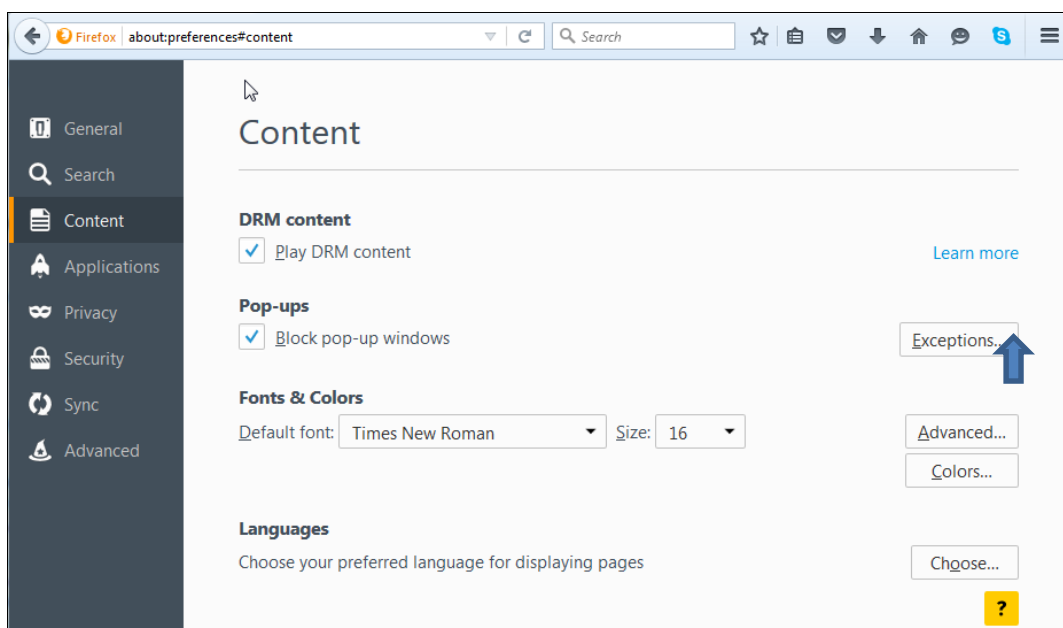 Firefox about:preferences#content Search
Content
General
Search
Content
Applications
Privacy
Security
Sync
Advanced
DRM content
Play DRM content Learn more
Pop-ups
Block pop-up windows Exceptions...
Fonts & Colors
Default font: Times New Roman Size: 16 Advanced...
Colors...
Languages
Choose your preferred language for displaying pages Choose...
?